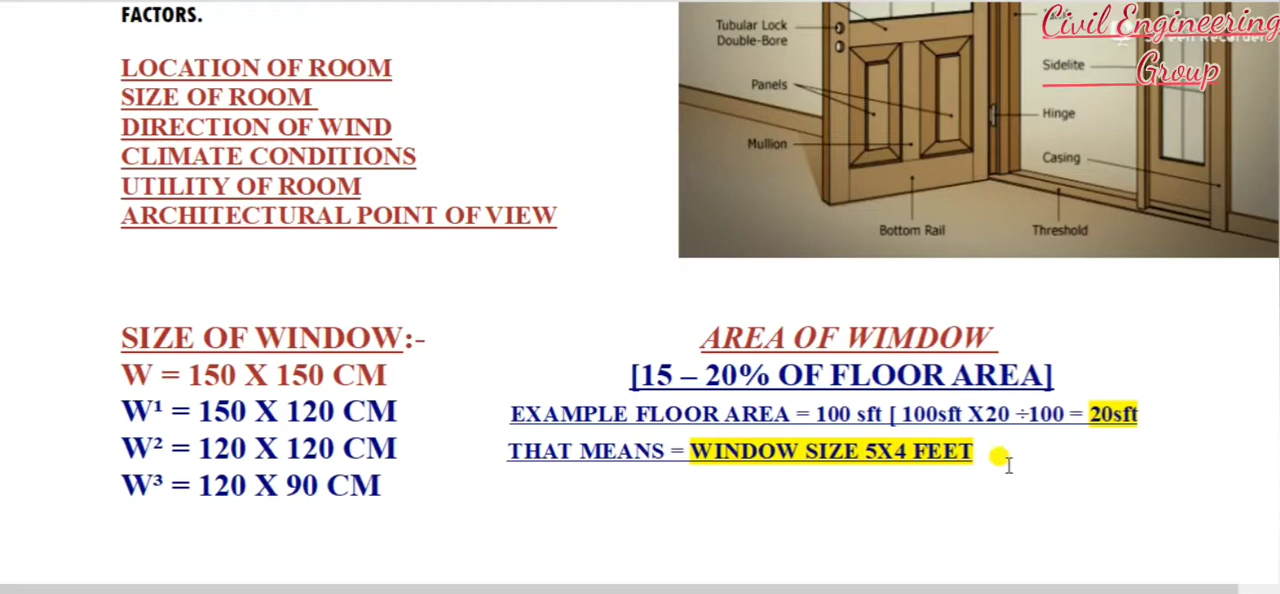 FACTORS.
LOCATION OF ROOM
SIZE OF ROOM
DIRECTION OF WIND
CLIMATE CONDITIONS
UTILITY OF ROOM
ARCHITECTURAL POINT OF VIEW
Tubular Lock
Double-Bore
Panels
Mullion
Bottom Rail
Civil Engineering
Group
Sidelite
Hinge
Casing
Threshold
SIZE OF WINDOW:-
W = 150 X 150 CM
W¹ = 150 X 120 CM
W² = 120 X 120 CM
W³ = 120 X 90 CM
AREA OF WIMDOW
[15 – 20% OF FLOOR AREA]
EXAMPLE FLOOR AREA = 100 sft [ 100sft X20 ÷100 = 20sft
THAT MEANS = WINDOW SIZE 5X4 FEET